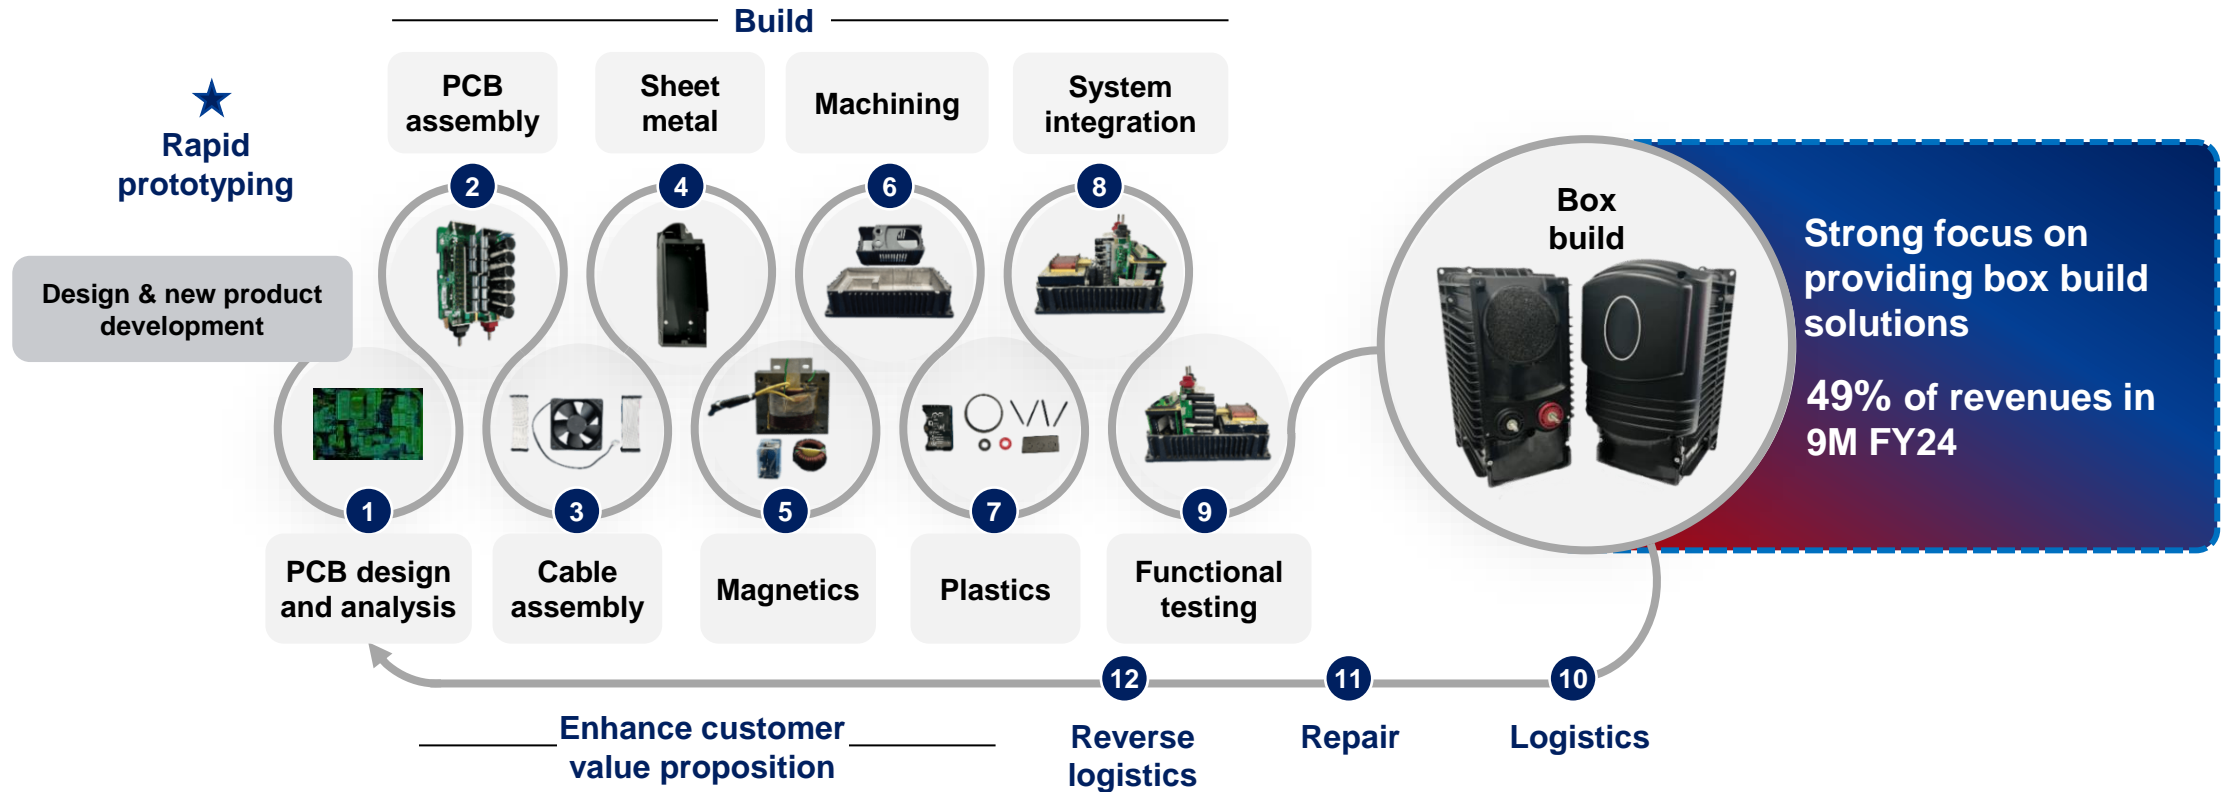 Build
PCB
assembly
Sheet
metal
Machining
System
integration
Rapid
prototyping
2
4
6
8
Box
build
Strong focus on
providing box build
solutions
49% of revenues in
9M FY24
Design & new product
development
1
3
5
7
9
PCB design
and analysis
Cable
assembly
Magnetics
Plastics
Functional
testing
12
11
10
Enhance customer
value proposition
Reverse
logistics
Repair
Logistics